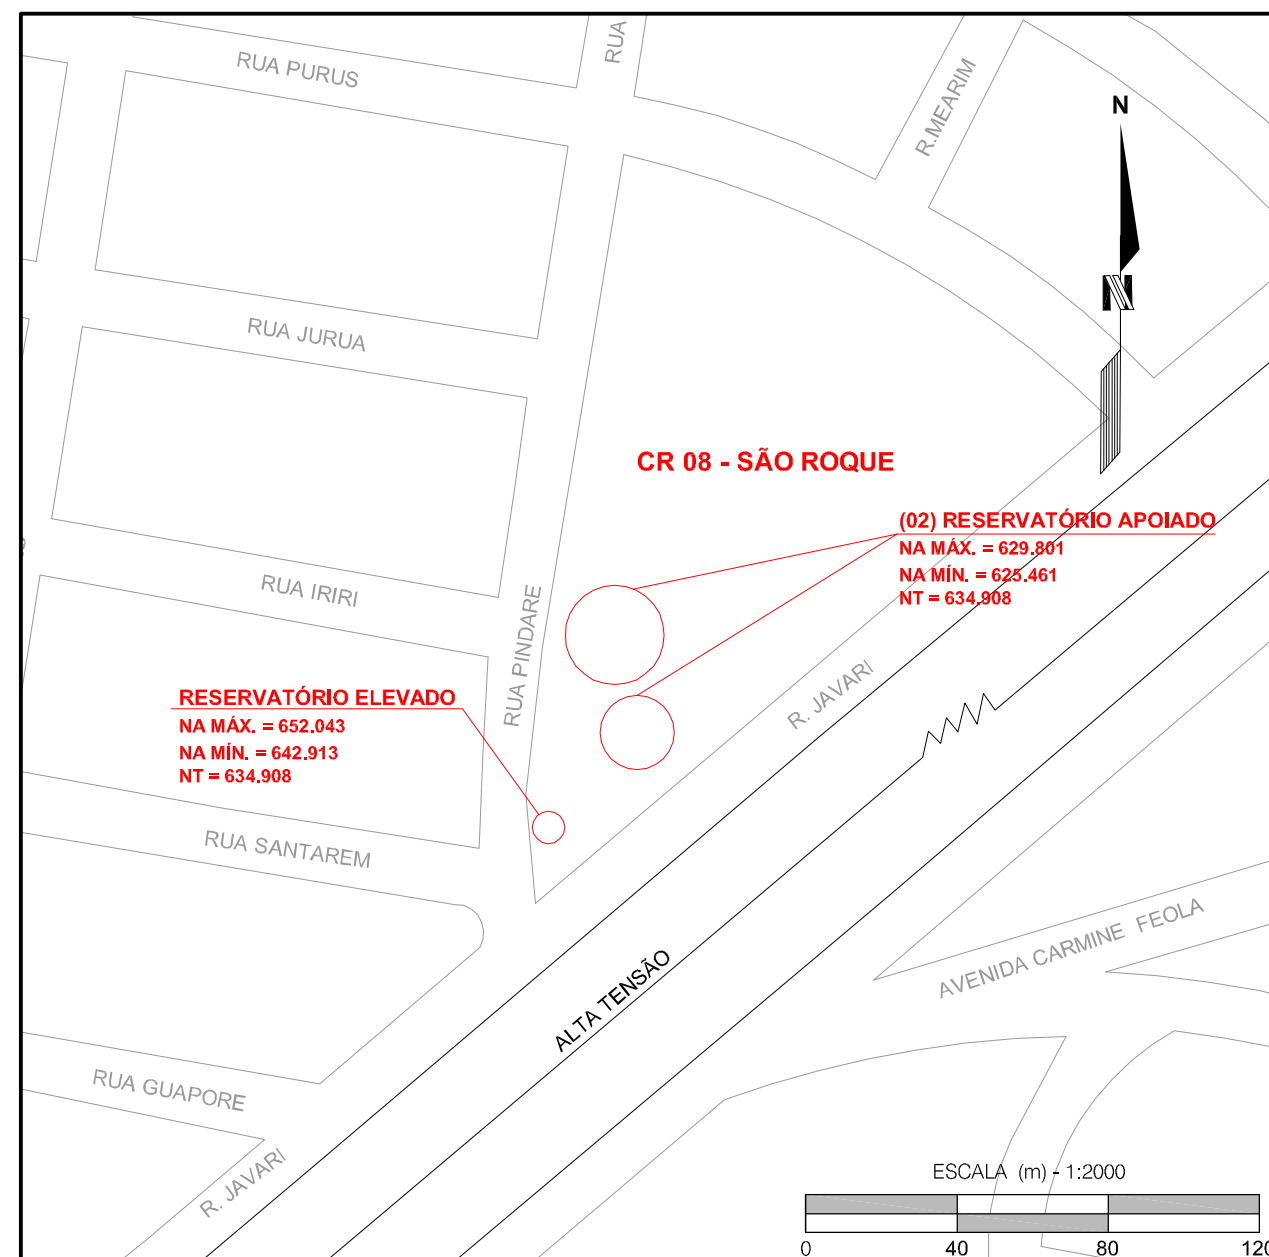 RUA PURUS
RUA
R.MEARIM
N
N
RUA JURUA
CR 08 - SÃO ROQUE
(02) RESERVATÓRIO APOIADO
NA MÁX. = 629.801
NA MÍN. = 625.461
NT = 634.908
RUA IRIRI
RUA PINDARE
R. JAVARI
RESERVATÓRIO ELEVADO
NA MÁX. = 652.043
NA MÍN. = 642.913
NT = 634.908
RUA SANTAREM
AVENIDA CARMINE FEOLA
ALTA TENSÃO
RUA GUAPORE
R. JAVARI
ESCALA (m) - 1:2000
0 40 80 120